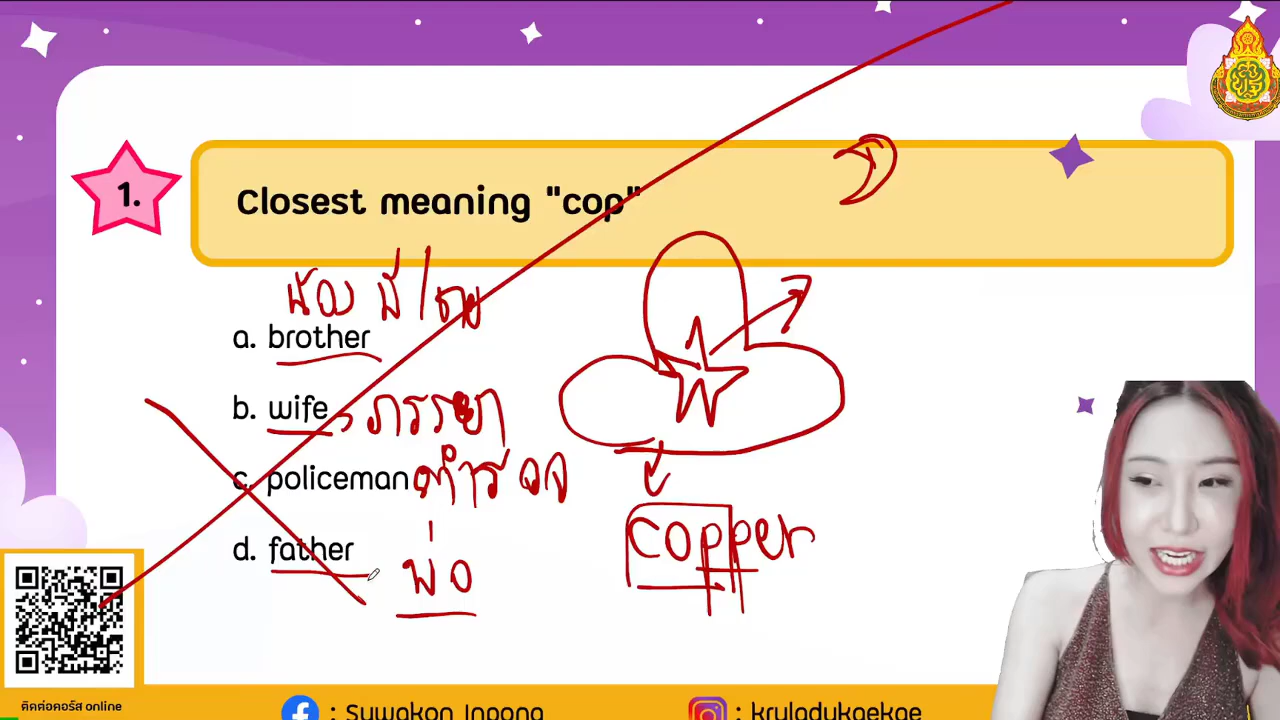 1.
Closest meaning "cop"
น้อง พี่/ชาย
a. brother
b. wife → ภรรยา
c. policeman ตำรวจ
d. father พ่อ
copper
ติดต่อคอร์ส online
: Suwakon Inpong
: kruladykaekae